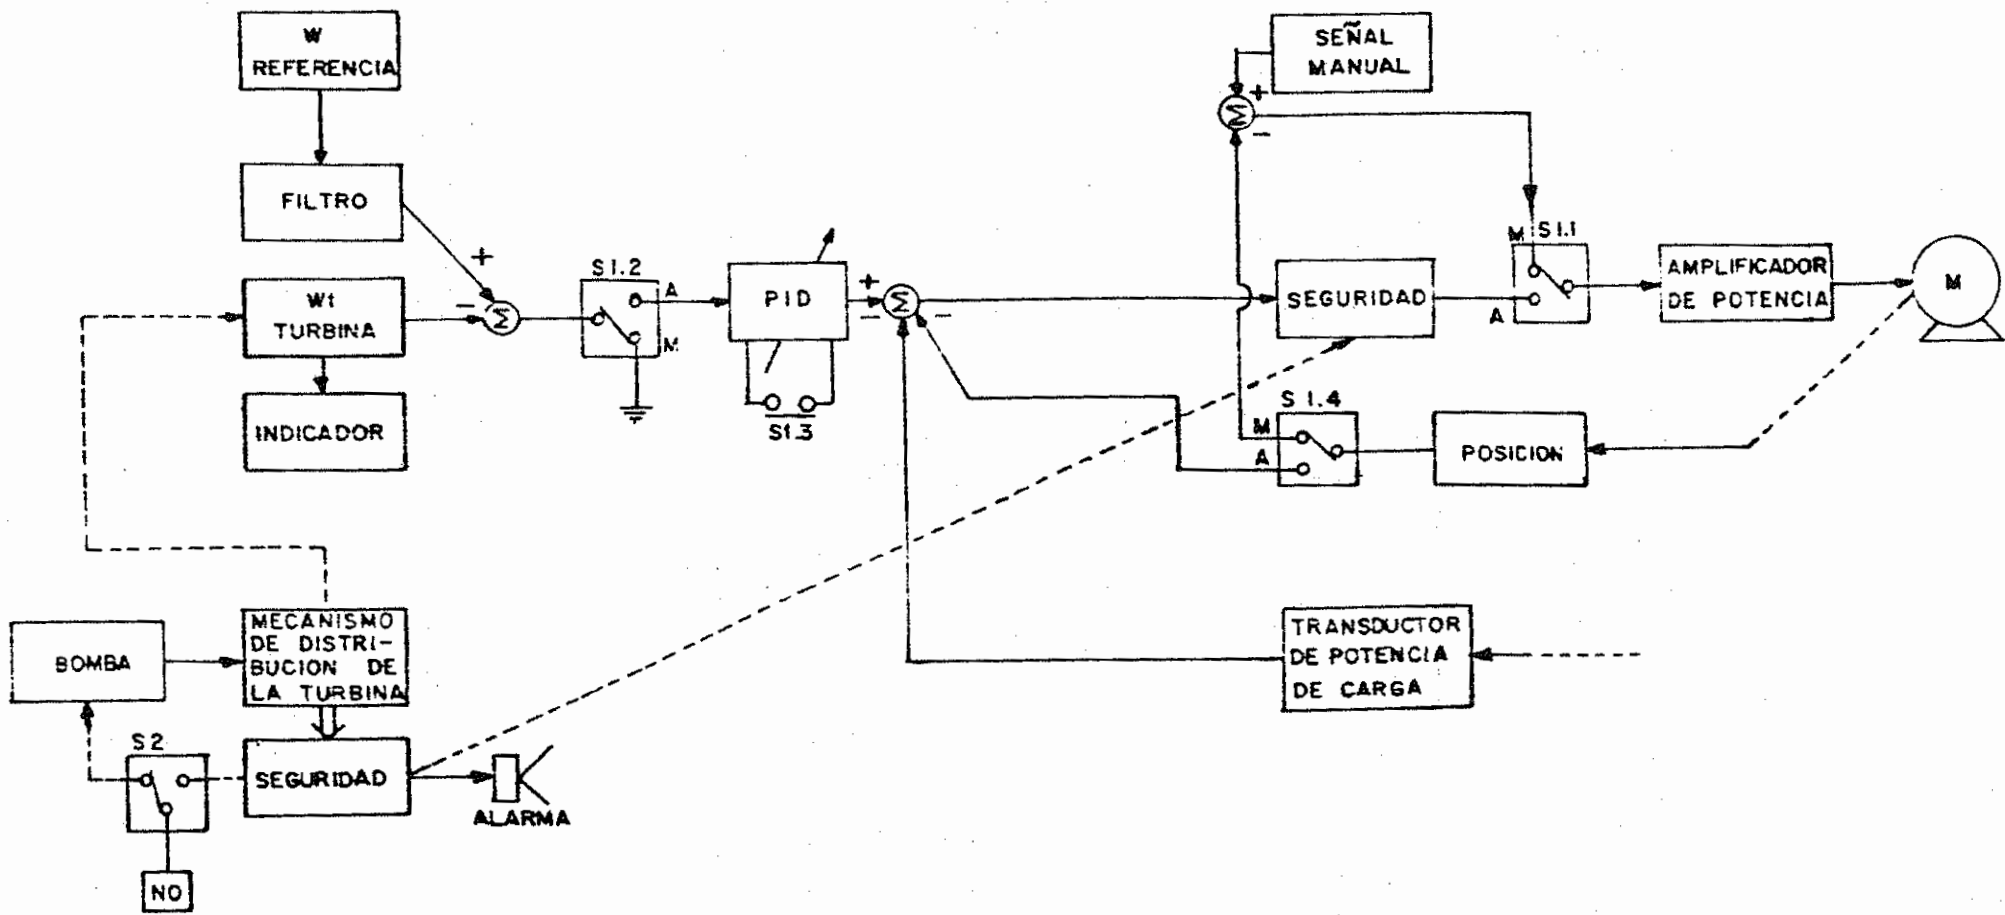 W
REFERENCIA
FILTRO
+
-
W1
TURBINA
INDICADOR
Σ
S1.2
A
M
PID
S1.3
+
-
Σ
-
SEÑAL
MANUAL
+
Σ
-
SEGURIDAD
M
S1.1
A
AMPLIFICADOR
DE POTENCIA
M
S 1.4
M
A
POSICION
TRANSDUCTOR
DE POTENCIA
DE CARGA
BOMBA
MECANISMO
DE DISTRI-
BUCION DE
LA TURBINA
S2
SEGURIDAD
ALARMA
NO